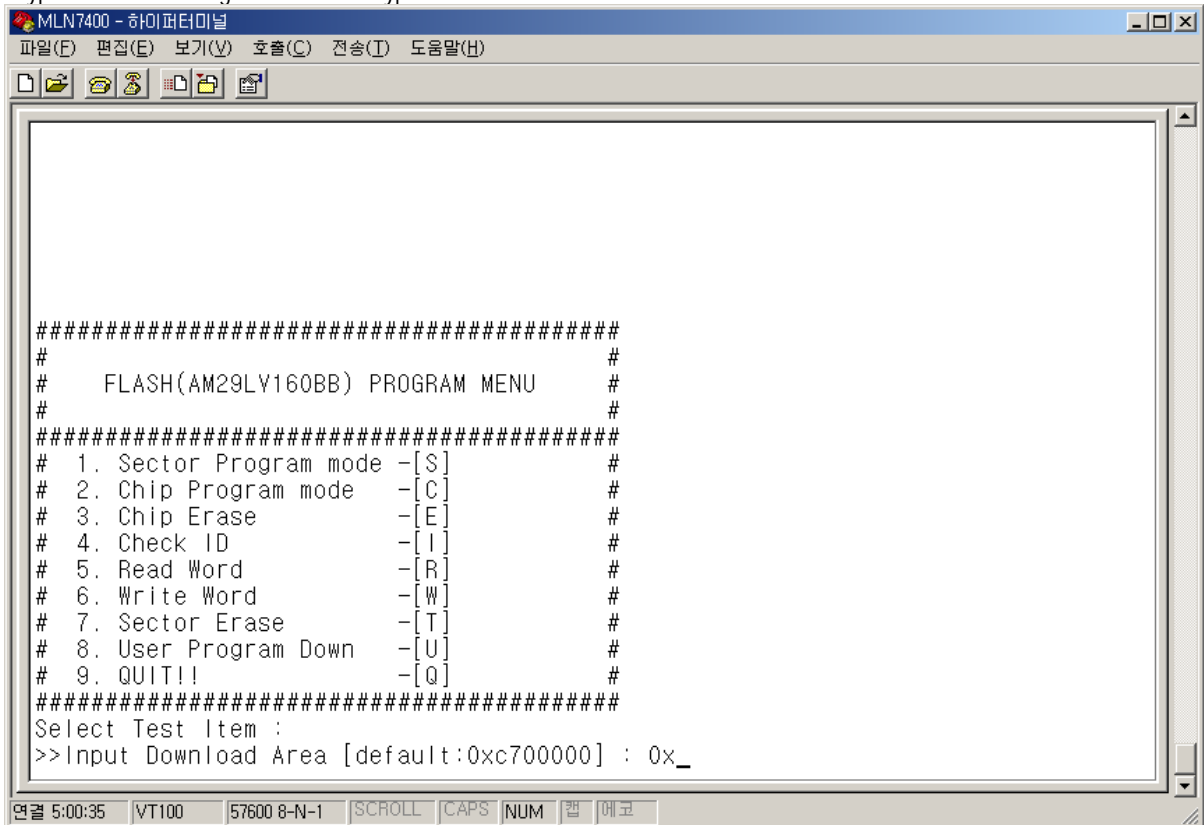 MLN7400 - 하이퍼터미널
파일(F) 편집(E) 보기(V) 호출(C) 전송(T) 도움말(H)
##########################################
# #
# FLASH(AM29LV160BB) PROGRAM MENU #
# #
##########################################
# 1. Sector Program mode -[S] #
# 2. Chip Program mode -[C] #
# 3. Chip Erase -[E] #
# 4. Check ID -[I] #
# 5. Read Word -[R] #
# 6. Write Word -[W] #
# 7. Sector Erase -[T] #
# 8. User Program Down -[U] #
# 9. QUIT!! -[Q] #
##########################################
Select Test Item :
>>Input Download Area [default:0xc700000] : 0x_
연결 5:00:35 VT100 57600 8-N-1 SCROLL CAPS NUM 캡 에코